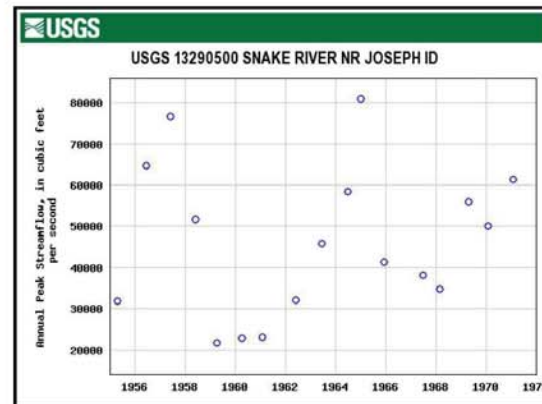 USGS
USGS 13290500 SNAKE RIVER NR JOSEPH ID
Annual Peak Streamflow, in cubic feet
per second
80000
70000
60000
50000
40000
30000
20000
1956 1958 1960 1962 1964 1966 1968 1970 197